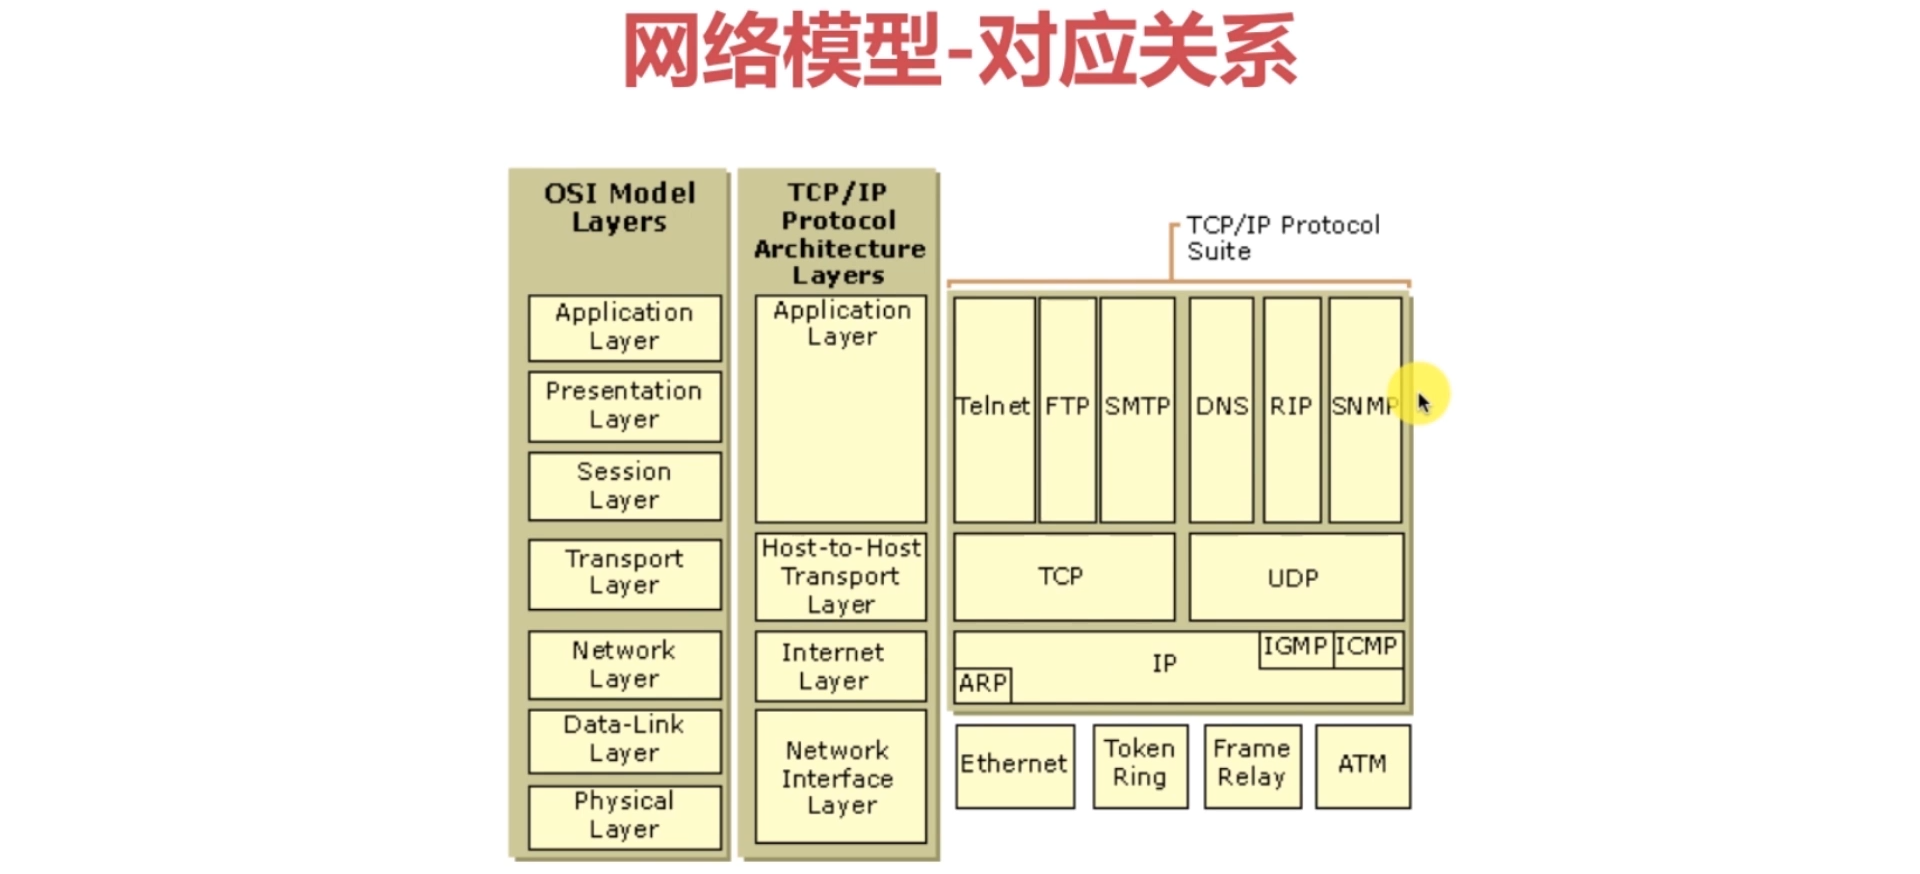 网络模型-对应关系
OSI Model
Layers
Application
Layer
Presentation
Layer
Session
Layer
Transport
Layer
Network
Layer
Data-Link
Layer
Physical
Layer
TCP/IP
Protocol
Architecture
Layers
Application
Layer
Host-to-Host
Transport
Layer
Internet
Layer
Network
Interface
Layer
TCP/IP Protocol
Suite
Telnet
FTP
SMTP
DNS
RIP
SNMP
TCP
UDP
IP
IGMP
ICMP
ARP
Ethernet
Token
Ring
Frame
Relay
ATM